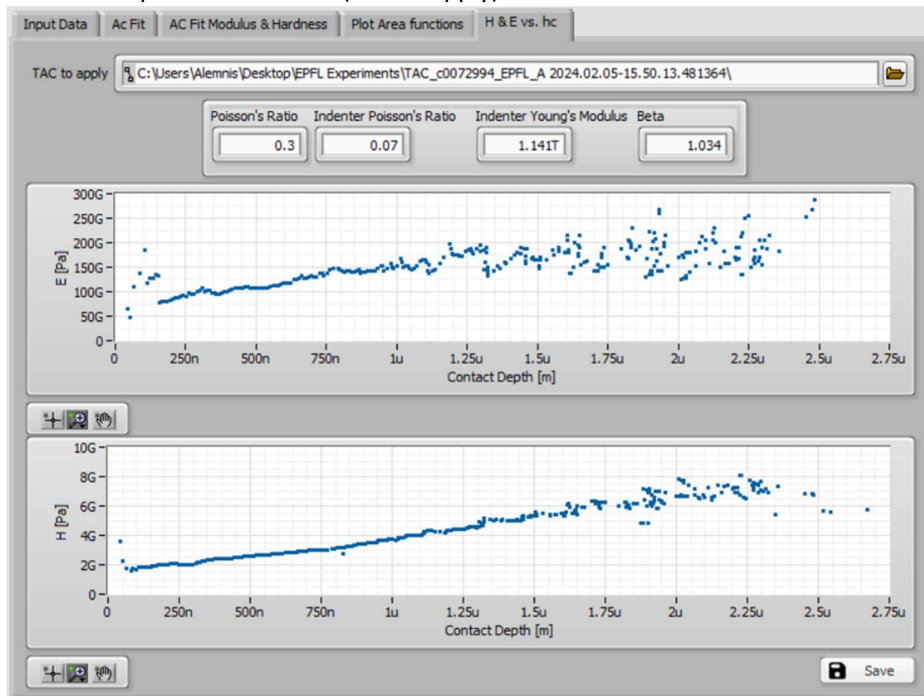 Input Data Ac Fit AC Fit Modulus & Hardness Plot Area functions H & E vs. hc
TAC to apply C:\Users\Alemnis\Desktop\EPFL Experiments\TAC_c0072994_EPFL_A 2024.02.05-15.50.13.481364\
Poisson's Ratio Indenter Poisson's Ratio Indenter Young's Modulus Beta
0.3 0.07 1.141T 1.034
300G
250G
200G
150G
100G
50G
0
E [Pa]
0 250n 500n 750n 1u 1.25u 1.5u 1.75u 2u 2.25u 2.5u 2.75u
Contact Depth [m]
10G
8G
6G
4G
2G
0
H [Pa]
0 250n 500n 750n 1u 1.25u 1.5u 1.75u 2u 2.25u 2.5u 2.75u
Contact Depth [m]
Save